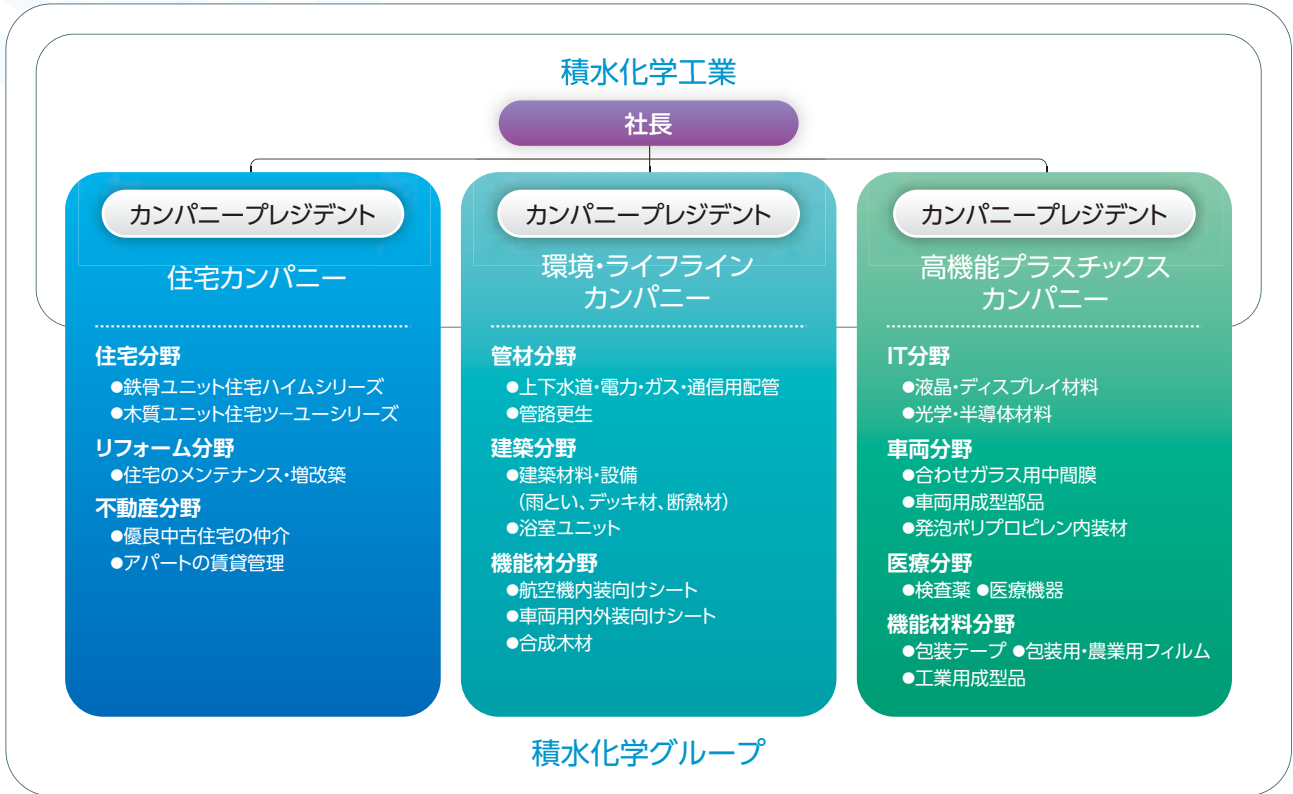 積水化学工業
社長
カンパニープレジデント
住宅カンパニー
住宅分野
●鉄骨ユニット住宅ハイムシリーズ
●木質ユニット住宅ツーユーシリーズ
リフォーム分野
●住宅のメンテナンス・増改築
不動産分野
●優良中古住宅の仲介
●アパートの賃貸管理
カンパニープレジデント
環境・ライフライン
カンパニー
管材分野
●上下水道・電力・ガス・通信用配管
●管路更生
建築分野
●建築材料・設備
(雨とい、デッキ材、断熱材)
●浴室ユニット
機能材分野
●航空機内装向けシート
●車両用内外装向けシート
●合成木材
カンパニープレジデント
高機能プラスチックス
カンパニー
IT分野
●液晶・ディスプレイ材料
●光学・半導体材料
車両分野
●合わせガラス用中間膜
●車両用成型部品
●発泡ポリプロピレン内装材
医療分野
●検査薬 ●医療機器
機能材料分野
●包装テープ ●包装用・農業用フィルム
●工業用成型品
積水化学グループ